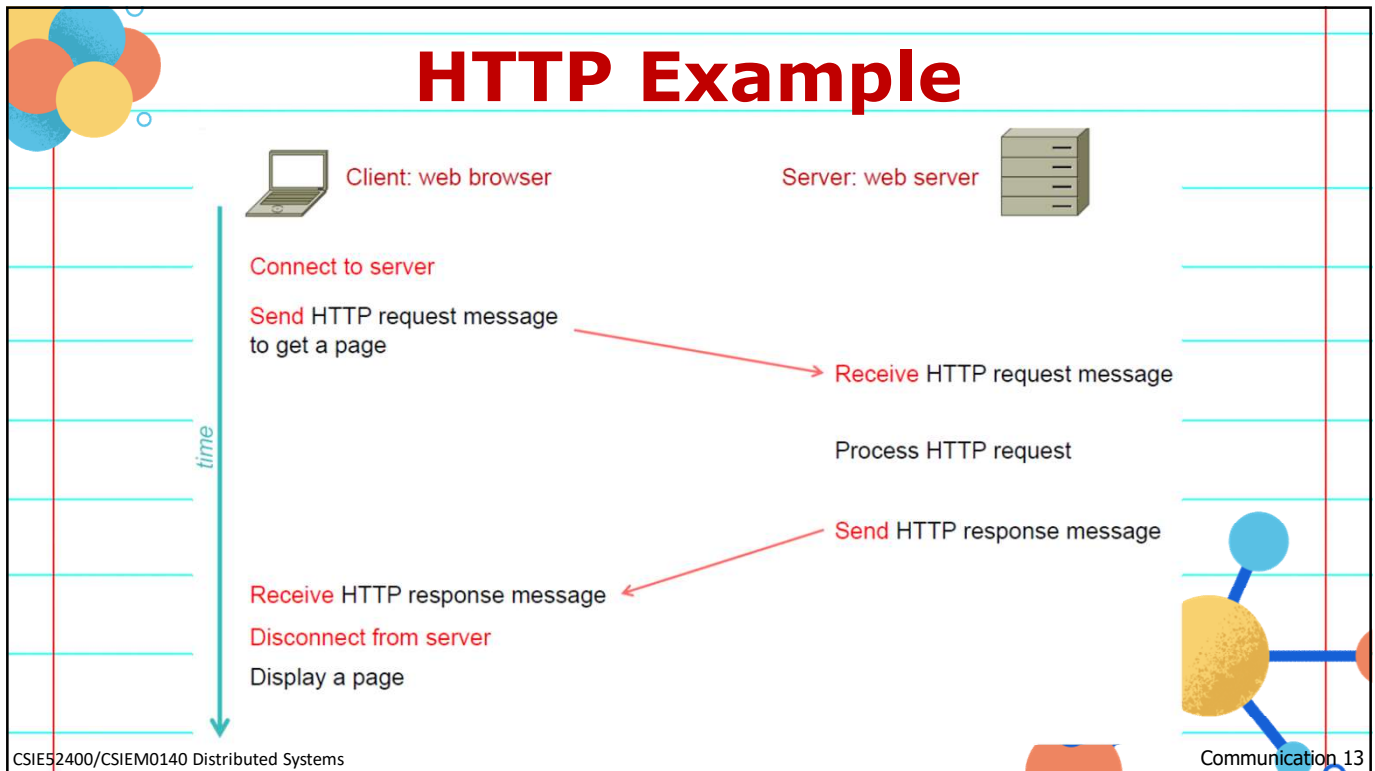 HTTP Example
Client: web browser
Server: web server
Connect to server
Send HTTP request message
to get a page
Receive HTTP request message
time
Process HTTP request
Send HTTP response message
Receive HTTP response message
Disconnect from server
Display a page
CSIE52400/CSIEM0140 Distributed Systems
Communication 13